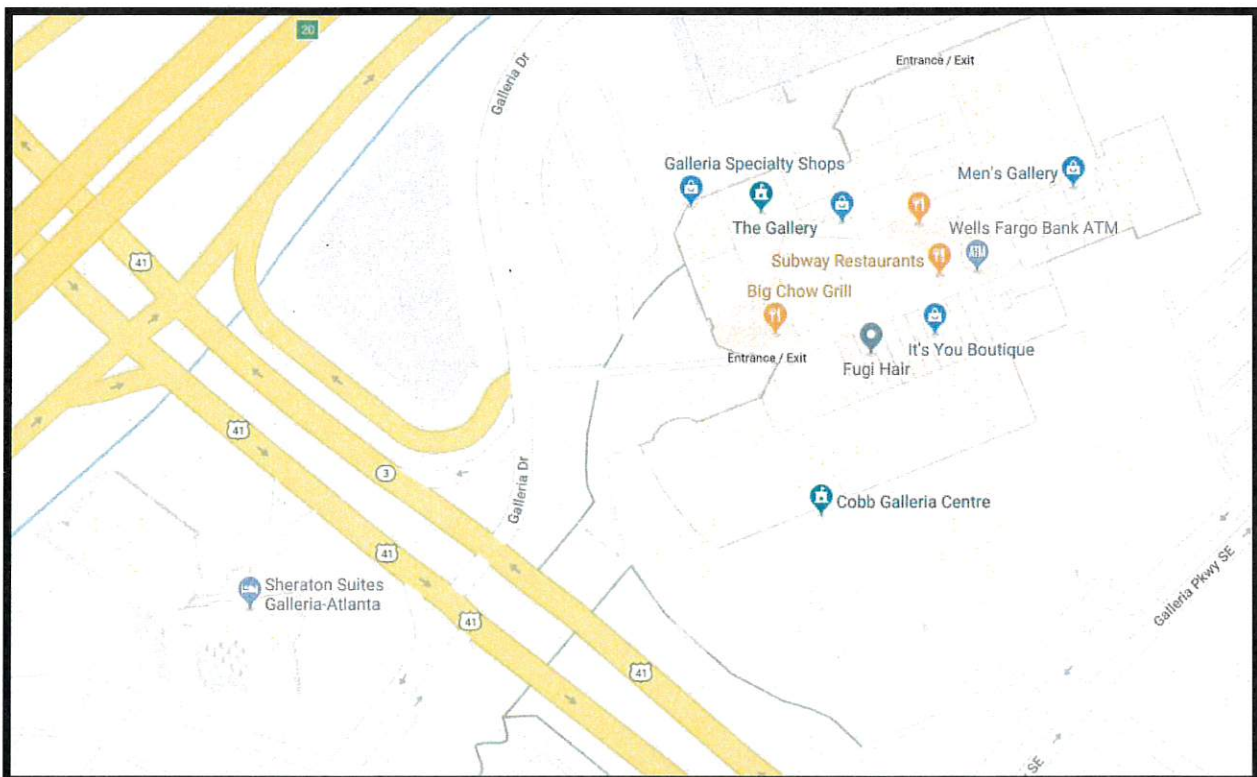 20
Galleria Dr
Entrance / Exit
Galleria Specialty Shops
Men's Gallery
The Gallery
Wells Fargo Bank ATM
41
Subway Restaurants
ATM
Big Chow Grill
It's You Boutique
Entrance / Exit
Fugi Hair
41
3
Galleria Dr
Cobb Galleria Centre
41
Sheraton Suites
Galleria-Atlanta
Galleria Pkwy SE
41
41
SE